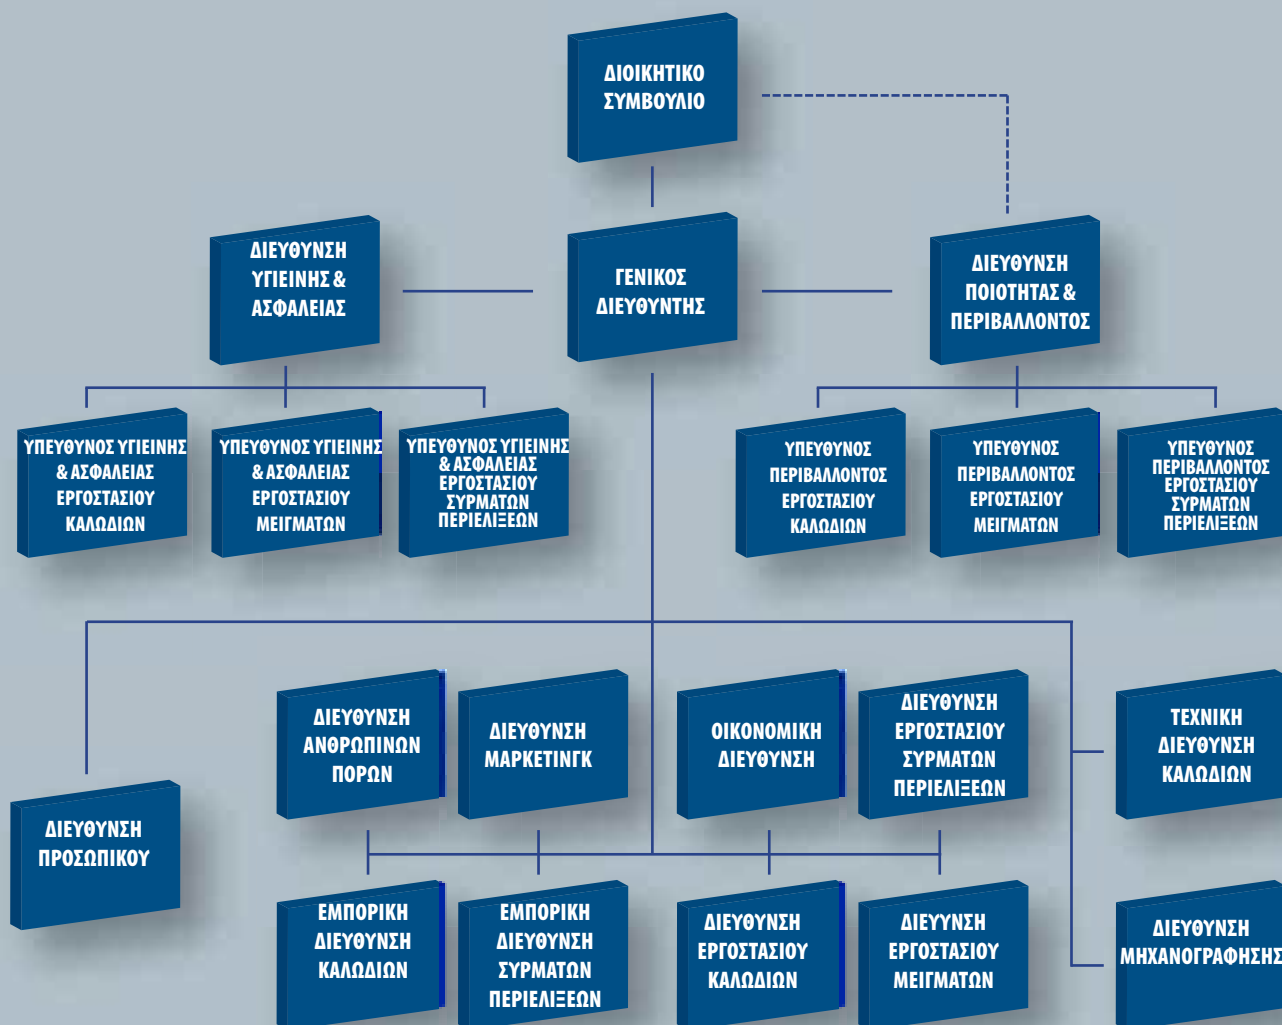 ΔΙΟΙΚΗΤΙΚΟ
ΣΥΜΒΟΥΛΙΟ
ΔΙΕΥΘΥΝΣΗ
ΥΓΙΕΙΝΗΣ &
ΑΣΦΑΛΕΙΑΣ
ΓΕΝΙΚΟΣ
ΔΙΕΥΘΥΝΤΗΣ
ΔΙΕΥΘΥΝΣΗ
ΠΟΙΟΤΗΤΑΣ &
ΠΕΡΙΒΑΛΛΟΝΤΟΣ
ΥΠΕΥΘΥΝΟΣ ΥΓΙΕΙΝΗΣ
& ΑΣΦΑΛΕΙΑΣ
ΕΡΓΟΣΤΑΣΙΟΥ
ΚΑΛΩΔΙΩΝ
ΥΠΕΥΘΥΝΟΣ ΥΓΙΕΙΝΗΣ
& ΑΣΦΑΛΕΙΑΣ
ΕΡΓΟΣΤΑΣΙΟΥ
ΜΕΙΓΜΑΤΩΝ
ΥΠΕΥΘΥΝΟΣ ΥΓΙΕΙΝΗΣ
& ΑΣΦΑΛΕΙΑΣ
ΕΡΓΟΣΤΑΣΙΟΥ
ΣΥΡΜΑΤΩΝ
ΠΕΡΙΕΛΙΞΕΩΝ
ΥΠΕΥΘΥΝΟΣ
ΠΕΡΙΒΑΛΛΟΝΤΟΣ
ΕΡΓΟΣΤΑΣΙΟΥ
ΚΑΛΩΔΙΩΝ
ΥΠΕΥΘΥΝΟΣ
ΠΕΡΙΒΑΛΛΟΝΤΟΣ
ΕΡΓΟΣΤΑΣΙΟΥ
ΜΕΙΓΜΑΤΩΝ
ΥΠΕΥΘΥΝΟΣ
ΠΕΡΙΒΑΛΛΟΝΤΟΣ
ΕΡΓΟΣΤΑΣΙΟΥ
ΣΥΡΜΑΤΩΝ
ΠΕΡΙΕΛΙΞΕΩΝ
ΔΙΕΥΘΥΝΣΗ
ΑΝΘΡΩΠΙΝΩΝ
ΠΟΡΩΝ
ΔΙΕΥΘΥΝΣΗ
ΜΑΡΚΕΤΙΝΓΚ
ΟΙΚΟΝΟΜΙΚΗ
ΔΙΕΥΘΥΝΣΗ
ΔΙΕΥΘΥΝΣΗ
ΕΡΓΟΣΤΑΣΙΟΥ
ΣΥΡΜΑΤΩΝ
ΠΕΡΙΕΛΙΞΕΩΝ
ΤΕΧΝΙΚΗ
ΔΙΕΥΘΥΝΣΗ
ΚΑΛΩΔΙΩΝ
ΔΙΕΥΘΥΝΣΗ
ΠΡΟΣΩΠΙΚΟΥ
ΕΜΠΟΡΙΚΗ
ΔΙΕΥΘΥΝΣΗ
ΚΑΛΩΔΙΩΝ
ΕΜΠΟΡΙΚΗ
ΔΙΕΥΘΥΝΣΗ
ΣΥΡΜΑΤΩΝ
ΠΕΡΙΕΛΙΞΕΩΝ
ΔΙΕΥΘΥΝΣΗ
ΕΡΓΟΣΤΑΣΙΟΥ
ΚΑΛΩΔΙΩΝ
ΔΙΕΥΥΝΣΗ
ΕΡΓΟΣΤΑΣΙΟΥ
ΜΕΙΓΜΑΤΩΝ
ΔΙΕΥΘΥΝΣΗ
ΜΗΧΑΝΟΓΡΑΦΗΣΗΣ